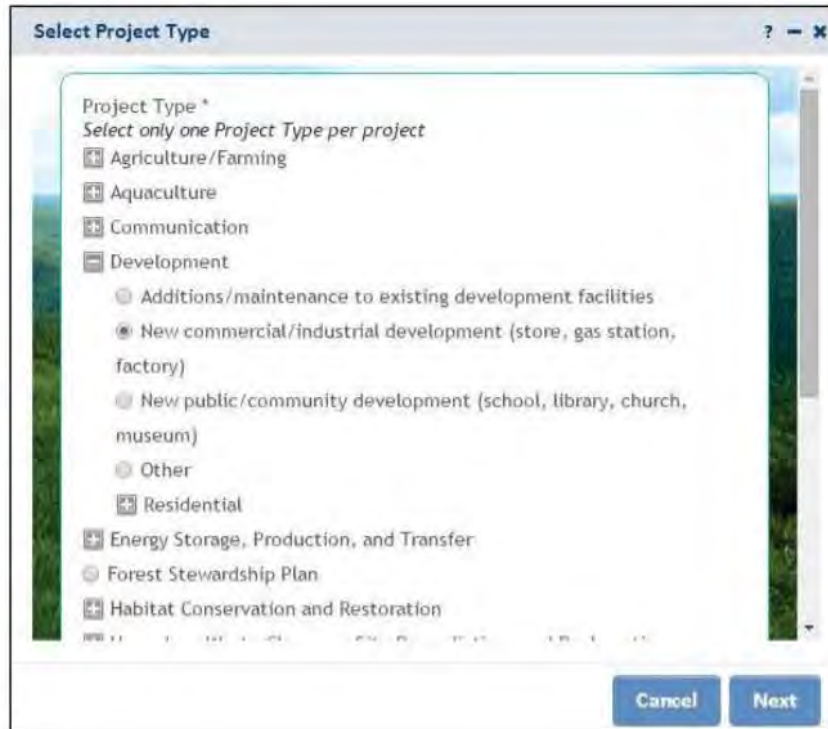 Select Project Type
? – ×
Project Type *
Select only one Project Type per project
Agriculture/Farming
Aquaculture
Communication
Development
Additions/maintenance to existing development facilities
New commercial/industrial development (store, gas station,
factory)
New public/community development (school, library, church,
museum)
Other
Residential
Energy Storage, Production, and Transfer
Forest Stewardship Plan
Habitat Conservation and Restoration
Cancel Next